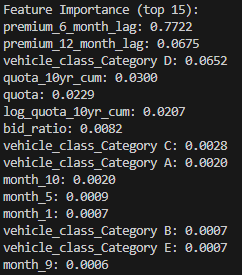 Feature Importance (top 15):
premium_6_month_lag: 0.7722
premium_12_month_lag: 0.0675
vehicle_class_Category D: 0.0652
quota_10yr_cum: 0.0300
quota: 0.0229
log_quota_10yr_cum: 0.0207
bid_ratio: 0.0082
vehicle_class_Category C: 0.0028
vehicle_class_Category A: 0.0020
month_10: 0.0020
month_5: 0.0009
month_1: 0.0007
vehicle_class_Category B: 0.0007
vehicle_class_Category E: 0.0007
month_9: 0.0006